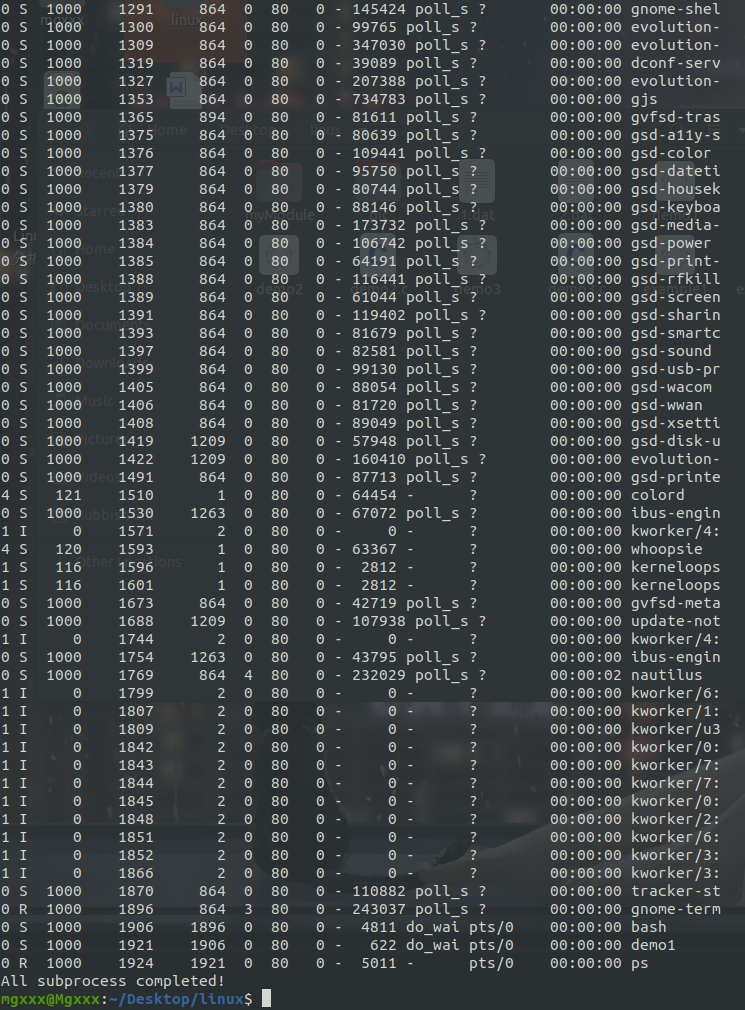 0 S 1000 1291 864 0 80 0 - 145424 poll_s ? 00:00:00 gnome-shel
0 S 1000 1300 864 0 80 0 - 99765 poll_s ? 00:00:00 evolution-
0 S 1000 1309 864 0 80 0 - 347030 poll_s ? 00:00:00 evolution-
0 S 1000 1319 864 0 80 0 - 39089 poll_s ? 00:00:00 dconf-serv
0 S 1000 1327 864 0 80 0 - 207388 poll_s ? 00:00:00 evolution-
0 S 1000 1353 864 0 80 0 - 734783 poll_s ? 00:00:00 gjs
0 S 1000 1365 894 0 80 0 - 81611 poll_s ? 00:00:00 gvfsd-tras
0 S 1000 1375 864 0 80 0 - 80639 poll_s ? 00:00:00 gsd-a11y-s
0 S 1000 1376 864 0 80 0 - 109441 poll_s ? 00:00:00 gsd-color
0 S 1000 1377 864 0 80 0 - 95750 poll_s ? 00:00:00 gsd-dateti
0 S 1000 1379 864 0 80 0 - 80744 poll_s ? 00:00:00 gsd-housek
0 S 1000 1380 864 0 80 0 - 88146 poll_s ? 00:00:00 gsd-keyboa
0 S 1000 1383 864 0 80 0 - 173732 poll_s ? 00:00:00 gsd-media-
0 S 1000 1384 864 0 80 0 - 106742 poll_s ? 00:00:00 gsd-power
0 S 1000 1385 864 0 80 0 - 64191 poll_s ? 00:00:00 gsd-print-
0 S 1000 1388 864 0 80 0 - 116441 poll_s ? 00:00:00 gsd-rfkill
0 S 1000 1389 864 0 80 0 - 61044 poll_s ? 00:00:00 gsd-screen
0 S 1000 1391 864 0 80 0 - 119402 poll_s ? 00:00:00 gsd-sharin
0 S 1000 1393 864 0 80 0 - 81679 poll_s ? 00:00:00 gsd-smartc
0 S 1000 1397 864 0 80 0 - 82581 poll_s ? 00:00:00 gsd-sound
0 S 1000 1399 864 0 80 0 - 99130 poll_s ? 00:00:00 gsd-usb-pr
0 S 1000 1405 864 0 80 0 - 88054 poll_s ? 00:00:00 gsd-wacom
0 S 1000 1406 864 0 80 0 - 81720 poll_s ? 00:00:00 gsd-wwan
0 S 1000 1408 864 0 80 0 - 89049 poll_s ? 00:00:00 gsd-xsetti
0 S 1000 1419 1209 0 80 0 - 57948 poll_s ? 00:00:00 gsd-disk-u
0 S 1000 1422 1209 0 80 0 - 160410 poll_s ? 00:00:00 evolution-
0 S 1000 1491 864 0 80 0 - 87713 poll_s ? 00:00:00 gsd-printe
4 S 121 1510 1 0 80 0 - 64454 - ? 00:00:00 colord
0 S 1000 1530 1263 0 80 0 - 67072 poll_s ? 00:00:00 ibus-engin
1 I 0 1571 2 0 80 0 - 0 - ? 00:00:00 kworker/4:
4 S 120 1593 1 0 80 0 - 63367 - ? 00:00:00 whoopsie
1 S 116 1596 1 0 80 0 - 2812 - ? 00:00:00 kerneloops
1 S 116 1601 1 0 80 0 - 2812 - ? 00:00:00 kerneloops
0 S 1000 1673 864 0 80 0 - 42719 poll_s ? 00:00:00 gvfsd-meta
0 S 1000 1688 1209 0 80 0 - 107938 poll_s ? 00:00:00 update-not
1 I 0 1744 2 0 80 0 - 0 - ? 00:00:00 kworker/4:
0 S 1000 1754 1263 0 80 0 - 43795 poll_s ? 00:00:00 ibus-engin
0 S 1000 1769 864 4 80 0 - 232029 poll_s ? 00:00:02 nautilus
1 I 0 1799 2 0 80 0 - 0 - ? 00:00:00 kworker/6:
1 I 0 1807 2 0 80 0 - 0 - ? 00:00:00 kworker/1:
1 I 0 1809 2 0 80 0 - 0 - ? 00:00:00 kworker/u3
1 I 0 1842 2 0 80 0 - 0 - ? 00:00:00 kworker/0:
1 I 0 1843 2 0 80 0 - 0 - ? 00:00:00 kworker/7:
1 I 0 1844 2 0 80 0 - 0 - ? 00:00:00 kworker/7:
1 I 0 1845 2 0 80 0 - 0 - ? 00:00:00 kworker/0:
1 I 0 1848 2 0 80 0 - 0 - ? 00:00:00 kworker/2:
1 I 0 1851 2 0 80 0 - 0 - ? 00:00:00 kworker/6:
1 I 0 1852 2 0 80 0 - 0 - ? 00:00:00 kworker/3:
1 I 0 1866 2 0 80 0 - 0 - ? 00:00:00 kworker/3:
0 S 1000 1870 864 0 80 0 - 110882 poll_s ? 00:00:00 tracker-st
0 R 1000 1896 864 3 80 0 - 243037 poll_s ? 00:00:00 gnome-term
0 S 1000 1906 1896 0 80 0 - 4811 do_wai pts/0 00:00:00 bash
0 S 1000 1921 1906 0 80 0 - 622 do_wai pts/0 00:00:00 demo1
0 R 1000 1924 1921 0 80 0 - 5011 - pts/0 00:00:00 ps
All subprocess completed!
mgxxx@Mgxxx:~/Desktop/linux$